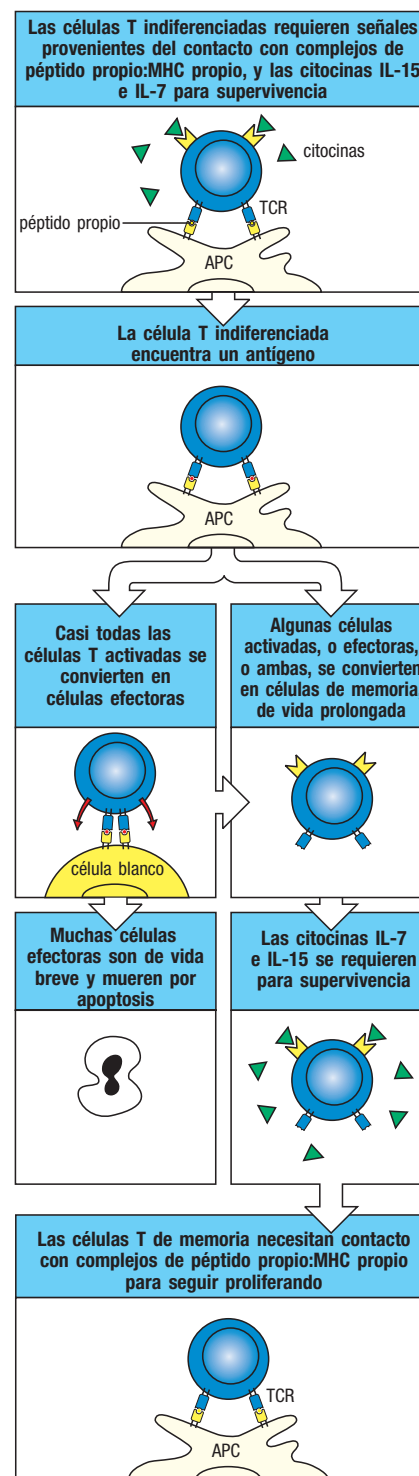 Las células T indiferenciadas requieren señales
provenientes del contacto con complejos de
péptido propio:MHC propio, y las citocinas IL-15
e IL-7 para supervivencia
citocinas
TCR
péptido propio
APC
La célula T indiferenciada
encuentra un antígeno
APC
Casi todas las
células T activadas se
convierten en
células efectoras
célula blanco
Algunas células
activadas, o efectoras,
o ambas, se convierten
en células de memoria
de vida prolongada
Muchas células
efectoras son de vida
breve y mueren por
apoptosis
Las citocinas IL-7
e IL-15 se requieren
para supervivencia
Las células T de memoria necesitan contacto
con complejos de péptido propio:MHC propio
para seguir proliferando
TCR
APC